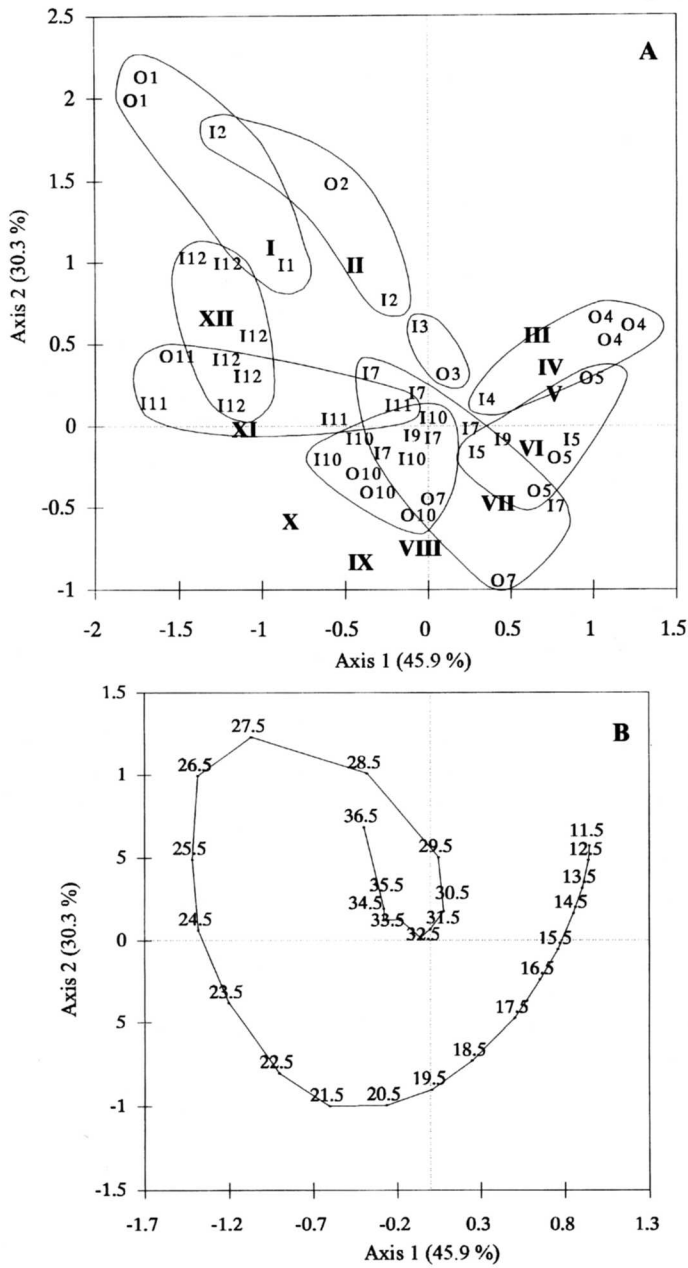 2.5
A
O1
O1
2
I2
O2
1.5
Axis 2 (30.3 %)
I
II
I12
I12
I1
1
I2
XII
I3
III
O4
O4
O4
I12
0.5
O11
I12
I12
O3
IV
O5
V
I7
I7
I4
I11
I12
I11
I10
XI
I11
0
I10
I9
I7
I7
I9
I5
VI
I10
I7
I10
I5
O5
O10
O10
O7
O5
VII
I7
-0.5
O10
X
VIII
IX
O7
-1
-2 -1.5 -1 -0.5 0 0.5 1 1.5
Axis 1 (45.9 %)
1.5
B
27.5
26.5
28.5
1
36.5
29.5
11.5
12.5
25.5
5
35.5
30.5
13.5
34.5
14.5
24.5
33.5
31.5
32.5
0
15.5
Axis 2 (30.3 %)
16.5
23.5
17.5
5
18.5
22.5
19.5
21.5
20.5
-1
-1.5
-1.7 -1.2 -0.7 -0.2 0.3 0.8 1.3
Axis 1 (45.9 %)